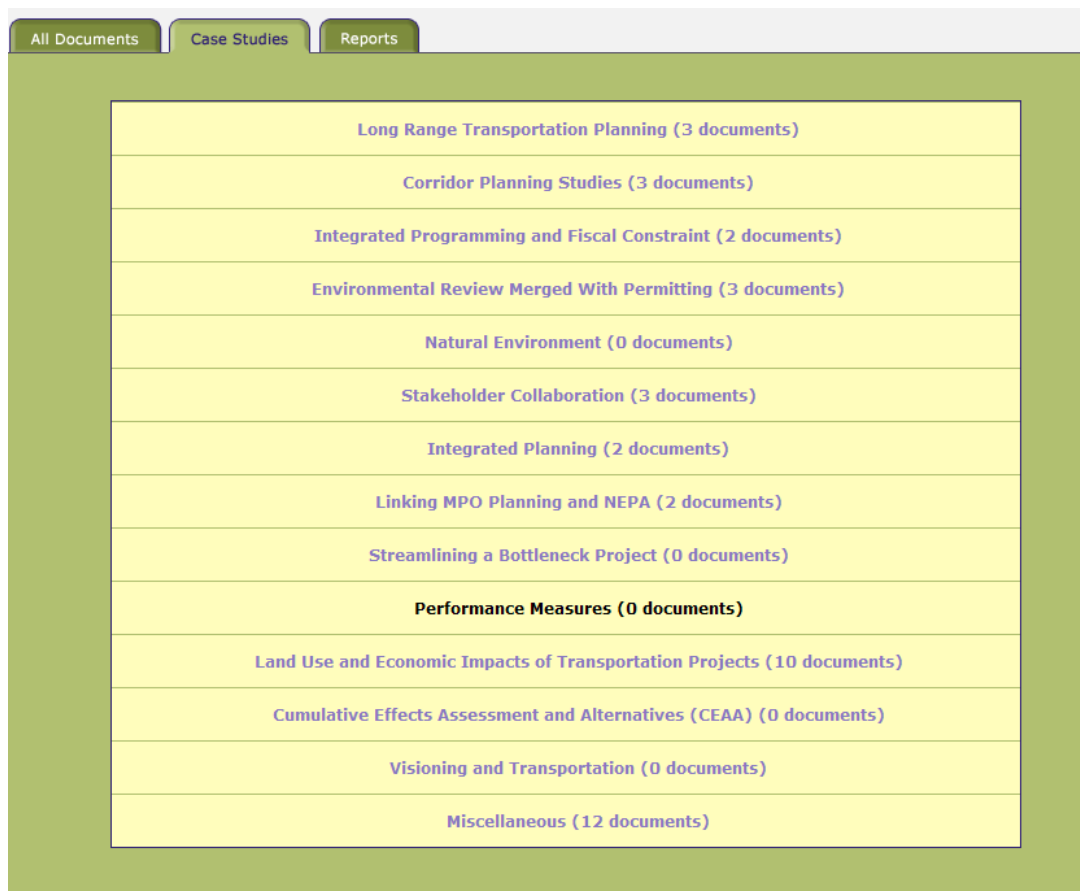 All Documents
Case Studies
Reports
Long Range Transportation Planning (3 documents)
Corridor Planning Studies (3 documents)
Integrated Programming and Fiscal Constraint (2 documents)
Environmental Review Merged With Permitting (3 documents)
Natural Environment (0 documents)
Stakeholder Collaboration (3 documents)
Integrated Planning (2 documents)
Linking MPO Planning and NEPA (2 documents)
Streamlining a Bottleneck Project (0 documents)
Performance Measures (0 documents)
Land Use and Economic Impacts of Transportation Projects (10 documents)
Cumulative Effects Assessment and Alternatives (CEAA) (0 documents)
Visioning and Transportation (0 documents)
Miscellaneous (12 documents)